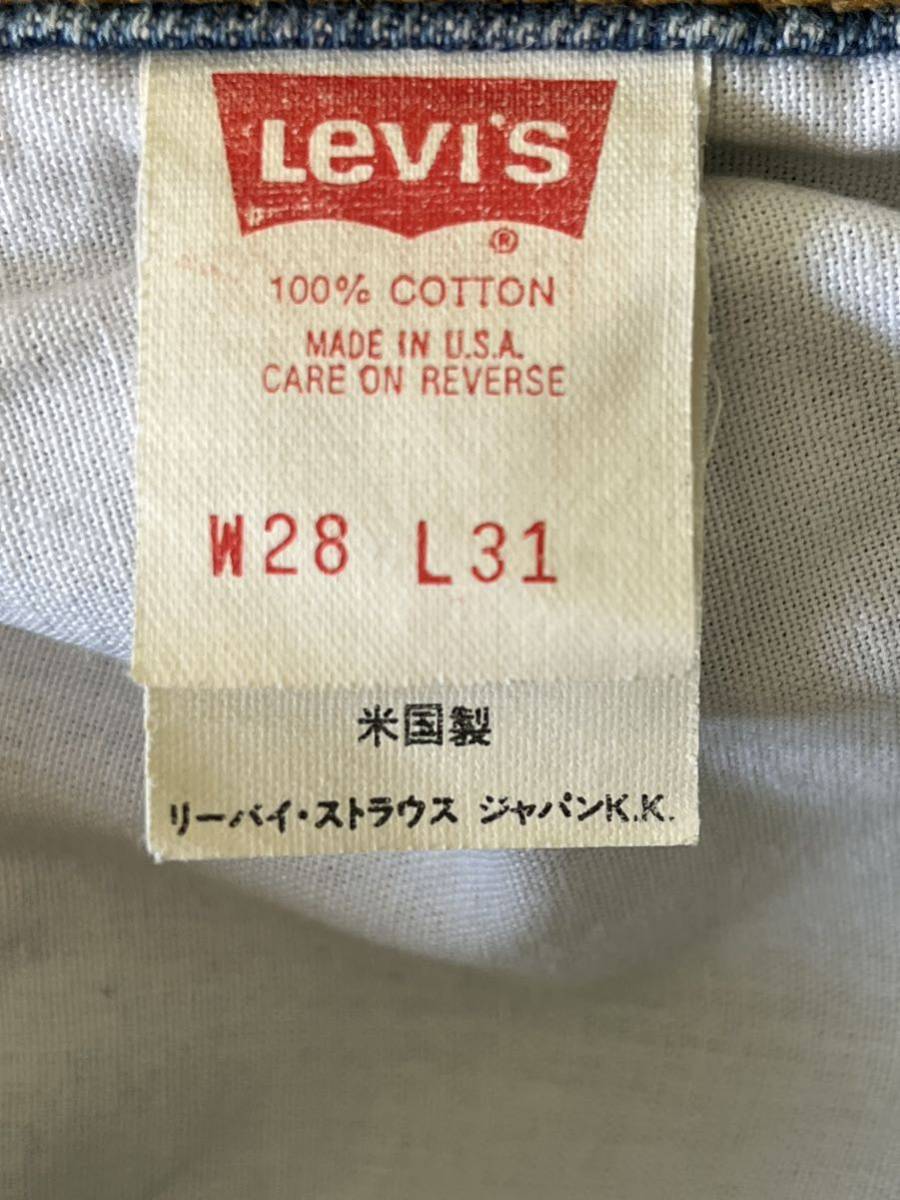 Levi's
®
100% COTTON
MADE IN U.S.A.
CARE ON REVERSE
W28 L31
米国製
リーバイ・ストラウス ジャパンK.K.